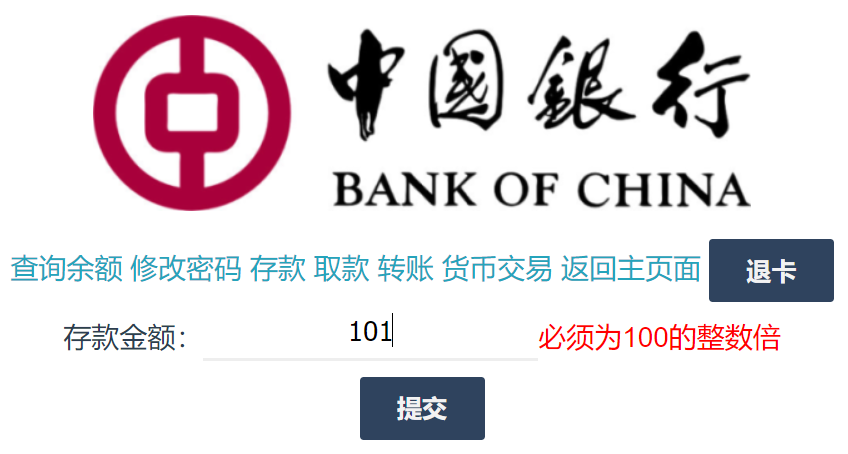 中國銀行
BANK OF CHINA
查询余额 修改密码 存款 取款 转账 货币交易 返回主页面 退卡
存款金额： 101 必须为100的整数倍
提交